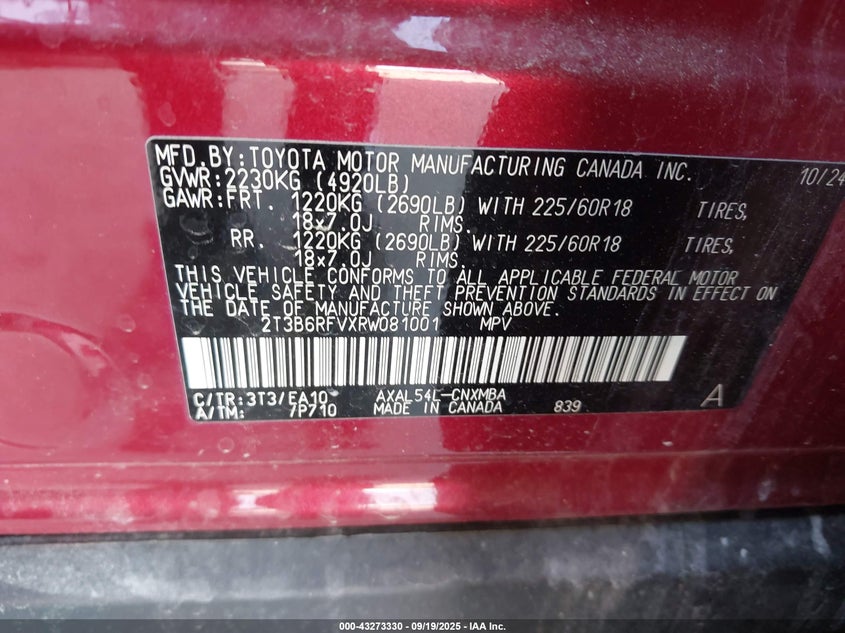 MFD.BY:TOYOTA MOTOR MANUFACTURING CANADA INC. 10/24
GVWR:2230KG (4920LB)
GAWR:FRT. 1220KG (2690LB) WITH 225/60R18 TIRES,
18x7.0J RIMS.
RR. 1220KG (2690LB) WITH 225/60R18 TIRES,
18x7.0J RIMS.
THIS VEHICLE CONFORMS TO ALL APPLICABLE FEDERAL MOTOR
VEHICLE SAFETY AND THEFT PREVENTION STANDARDS IN EFFECT ON
THE DATE OF MANUFACTURE SHOWN ABOVE.
2T3B6RFVXRW081001 MPV
C/TR:3T3/EA10 AXAL54L-CNXMBA
A/TM: 7P710 MADE IN CANADA 839 A
000-43273330 - 09/19/2025 - IAA Inc.